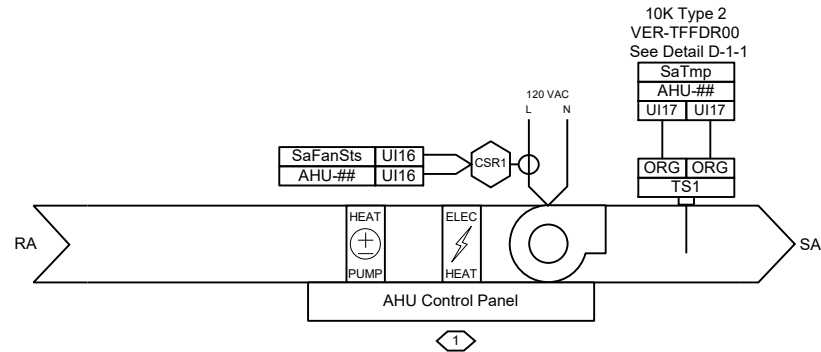 10K Type 2
VER-TFFDR00
See Detail D-1-1
SaTmp
AHU-##
UI17 UI17
120 VAC
L N
SaFanSts UI16
AHU-## UI16
CSR1
ORG ORG
TS1
RA
HEAT
PUMP
ELEC
HEAT
SA
AHU Control Panel
1